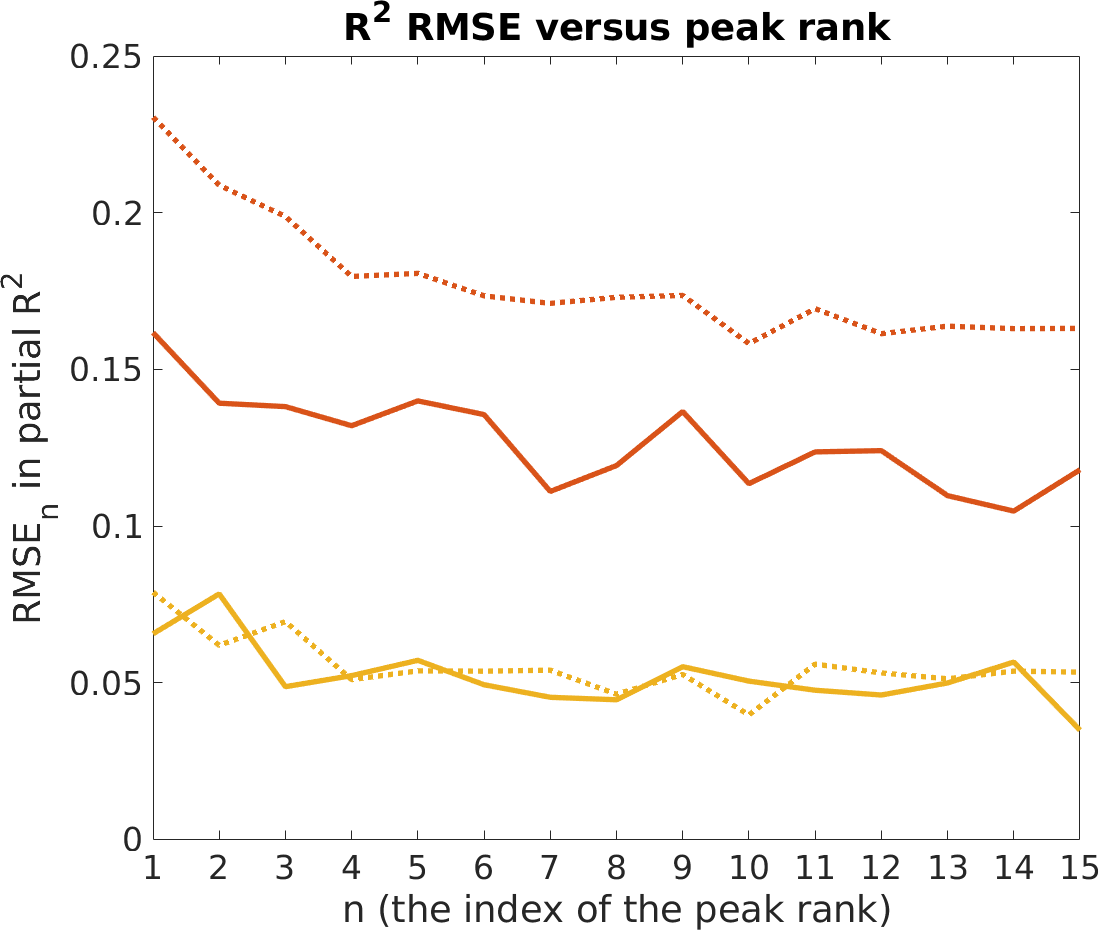 R² RMSE versus peak rank
RMSEₙ in partial R²
0.25
0.2
0.15
0.1
0.05
0
1 2 3 4 5 6 7 8 9 10 11 12 13 14 15
n (the index of the peak rank)